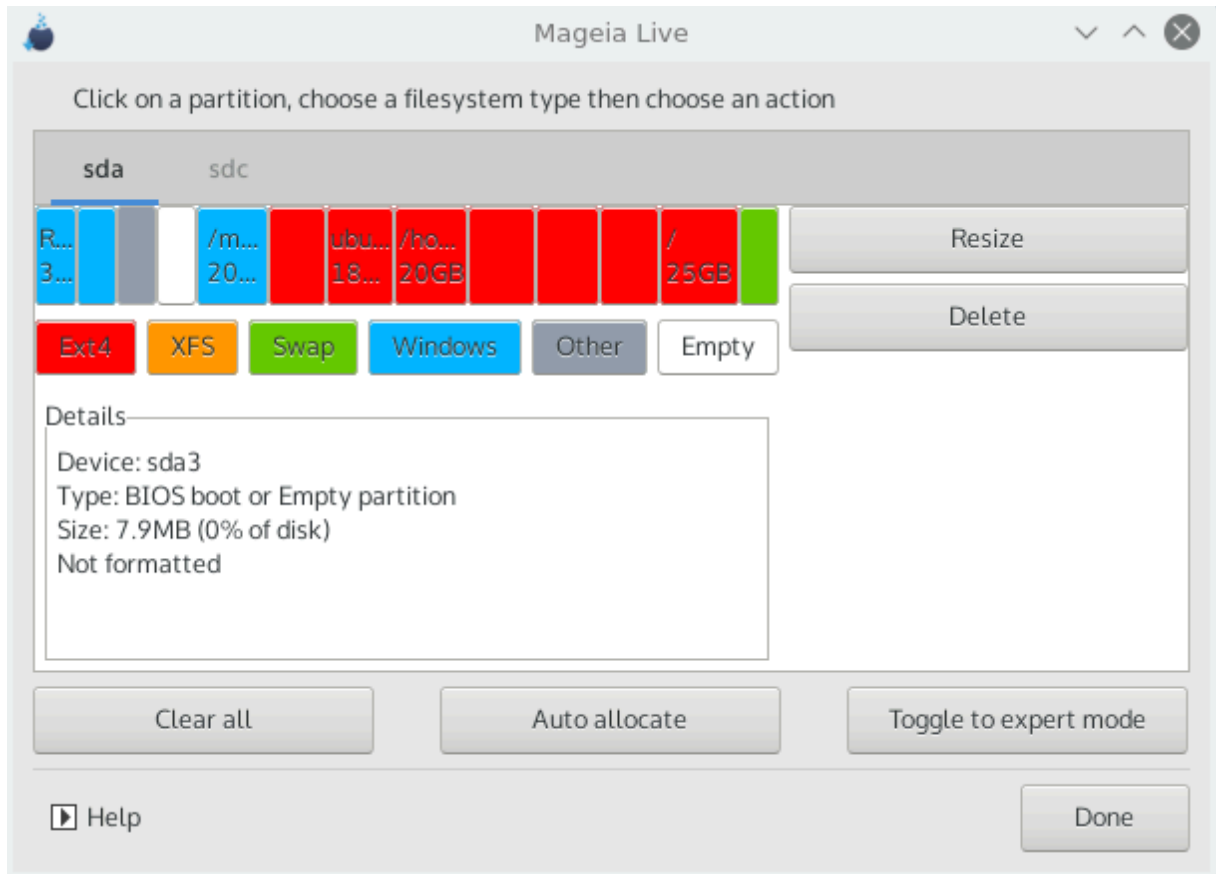 Mageia Live
Click on a partition, choose a filesystem type then choose an action
sda sdc
R... /m... ubu... /ho... /
3... 20... 18... 20GB 25GB
Resize
Delete
Ext4 XFS Swap Windows Other Empty
Details
Device: sda3
Type: BIOS boot or Empty partition
Size: 7.9MB (0% of disk)
Not formatted
Clear all Auto allocate Toggle to expert mode
Help Done